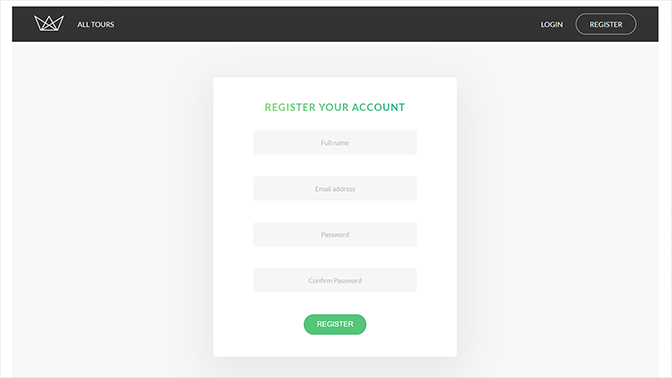 ALL TOURS
LOGIN
REGISTER
REGISTER YOUR ACCOUNT
Full name
Email address
Password
Confirm Password
REGISTER